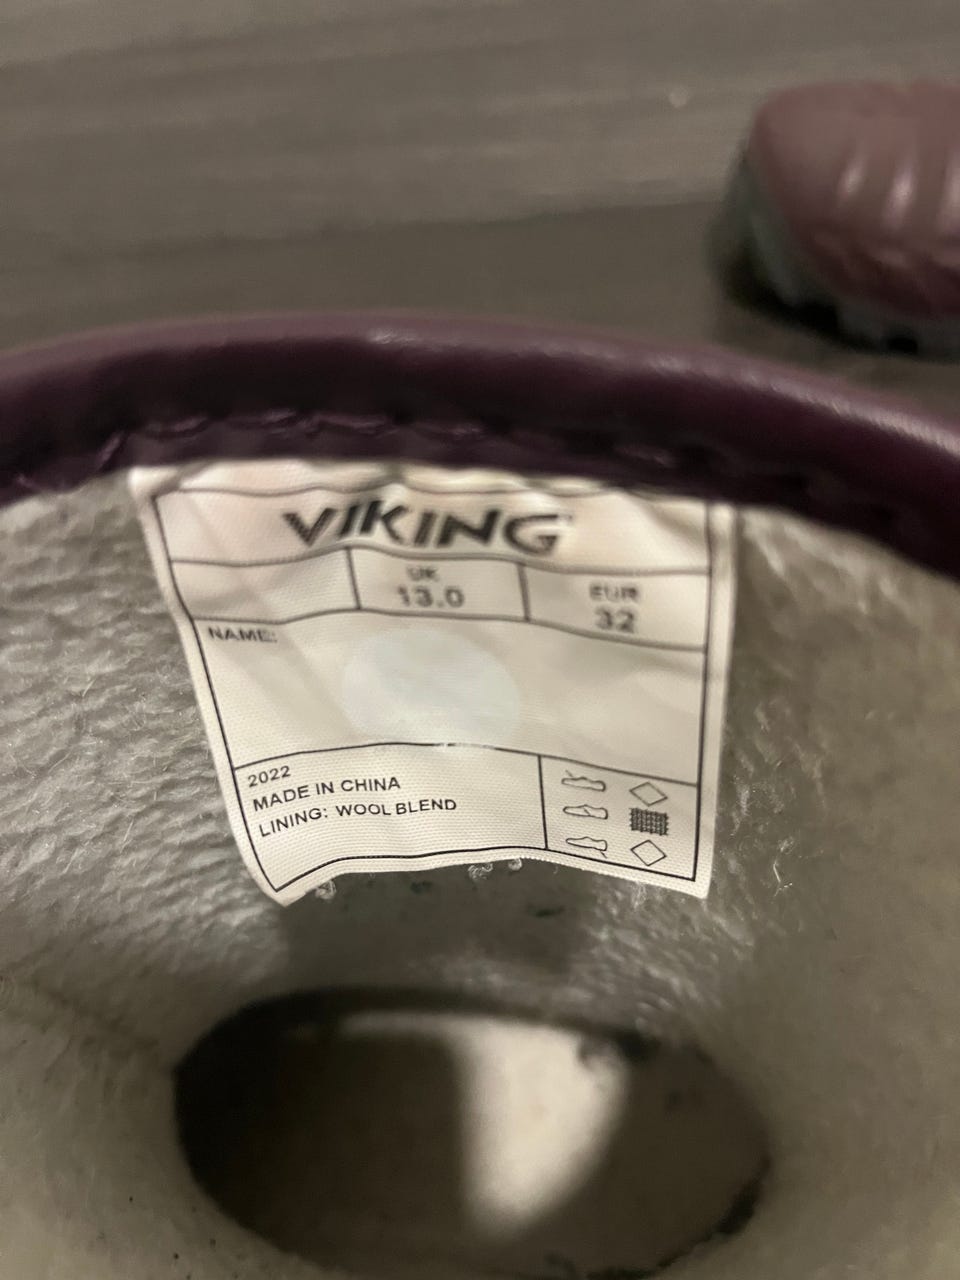 VIKING
UK EUR
13.0 32
NAME:
2022
MADE IN CHINA
LINING: WOOL BLEND